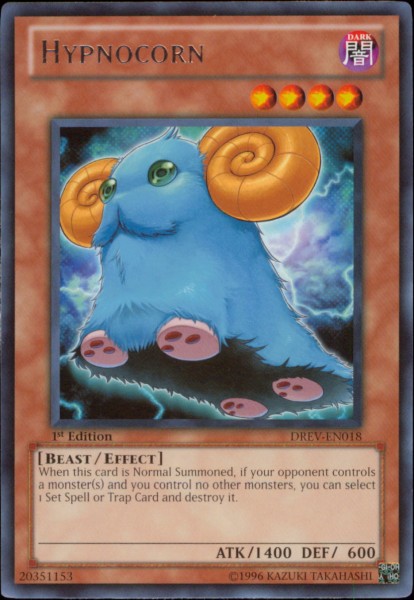 HYPNOCORN
DARK
闇
1st Edition
DREV-EN018
[BEAST / EFFECT]
When this card is Normal Summoned, if your opponent controls
a monster(s) and you control no other monsters, you can select
1 Set Spell or Trap Card and destroy it.
ATK/1400 DEF/ 600
20351153
©1996 KAZUKI TAKAHASHI